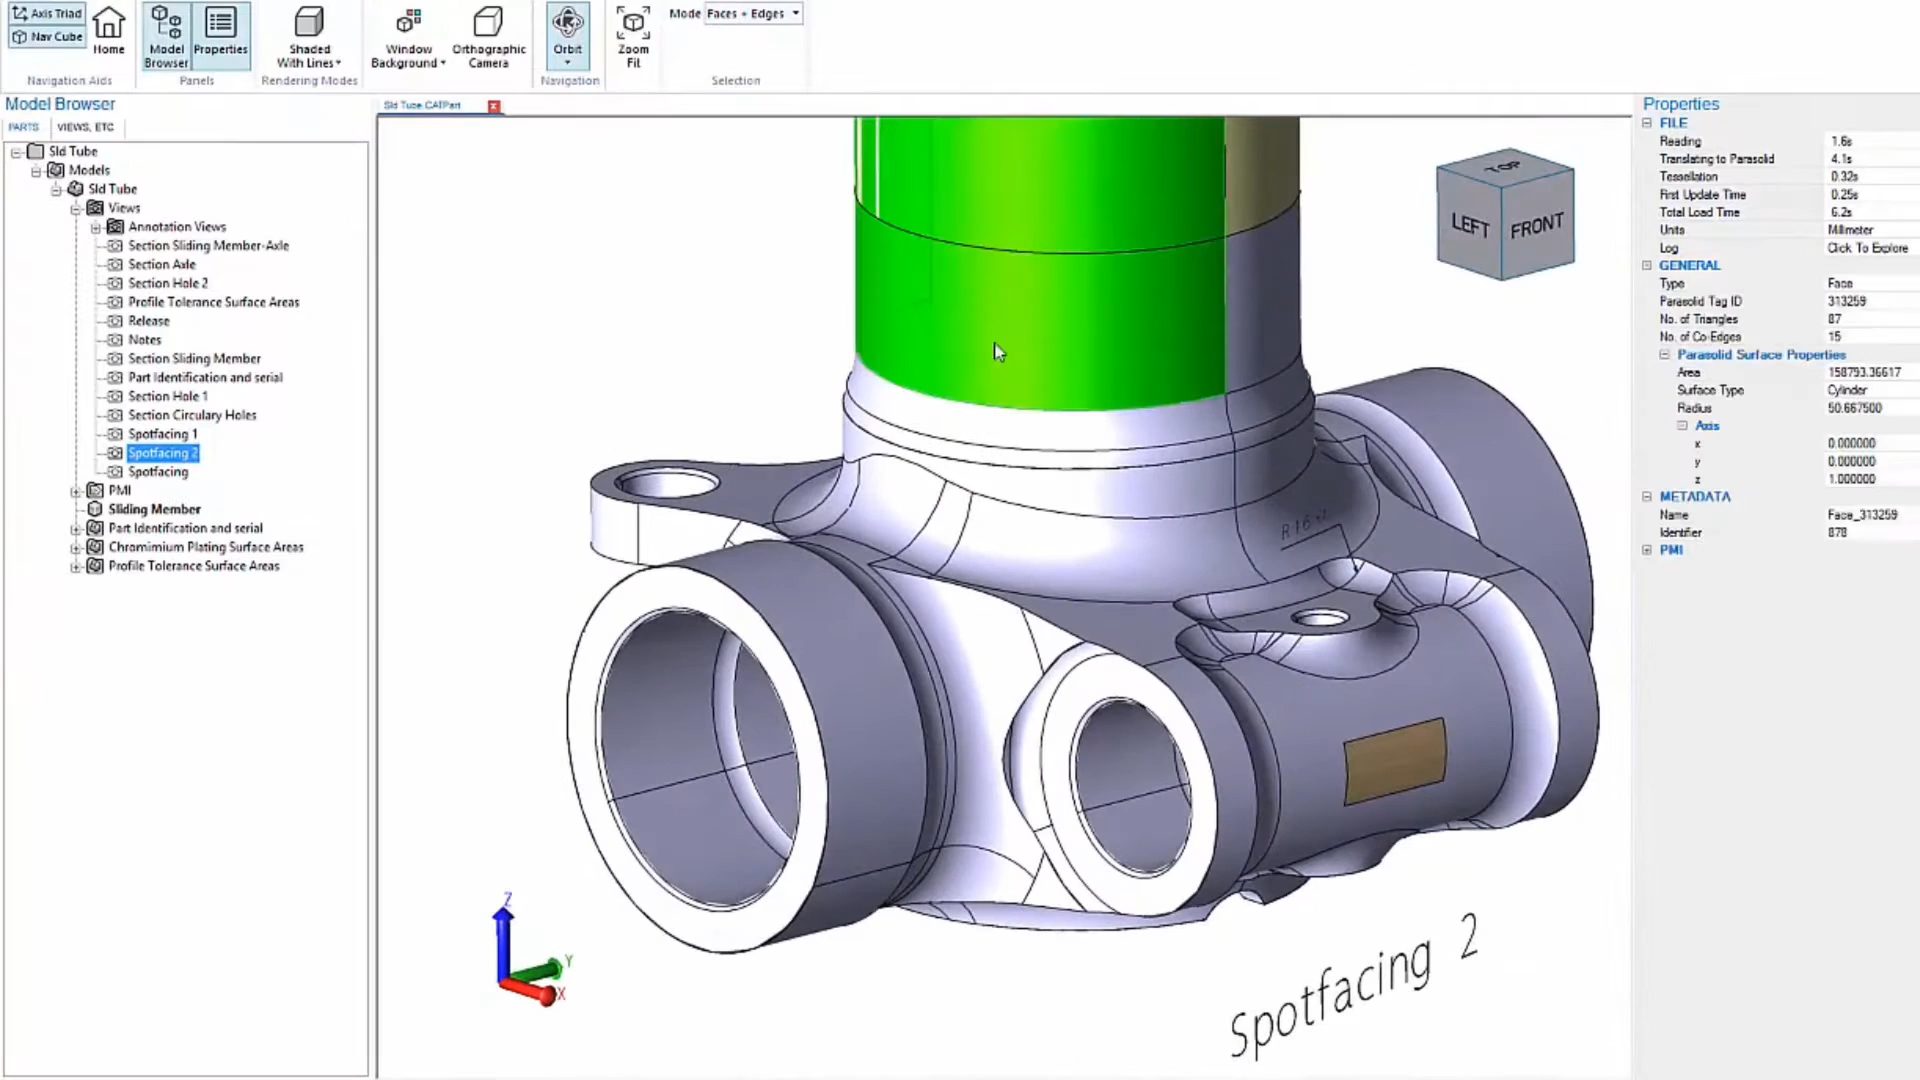 Axis Triad
Nav Cube
Home
Navigation Aids
Model
Browser
Properties
Panels
Shaded
With Lines
Rendering Modes
Window
Background
Orthographic
Camera
Orbit
Navigation
Zoom
Fit
Mode Faces + Edges
Selection
Model Browser
PARTS VIEWS, ETC
Sld Tube
Models
Sld Tube
Views
Annotation Views
Section Sliding Member-Axle
Section Axle
Section Hole 2
Profile Tolerance Surface Areas
Release
Notes
Section Sliding Member
Part Identification and serial
Section Hole 1
Section Circulary Holes
Spotfacing 1
Spotfacing 2
Spotfacing
PMI
Sliding Member
Part Identification and serial
Chromimium Plating Surface Areas
Profile Tolerance Surface Areas
Sld Tube.CATPart
TOP
LEFT FRONT
Z
Y
X
Spotfacing 2
Properties
FILE
Reading 1.6s
Translating to Parasolid 4.1s
Tessellation 0.32s
First Update Time 0.25s
Total Load Time 6.2s
Units Millimeter
Log Click To Explore
GENERAL
Type Face
Parasolid Tag ID 313259
No. of Triangles 87
No. of Co-Edges 15
Parasolid Surface Properties
Area 158793.36617
Surface Type Cylinder
Radius 50.667500
Axis
x 0.000000
y 0.000000
z 1.000000
METADATA
Name Face_313259
Identifier 878
PMI